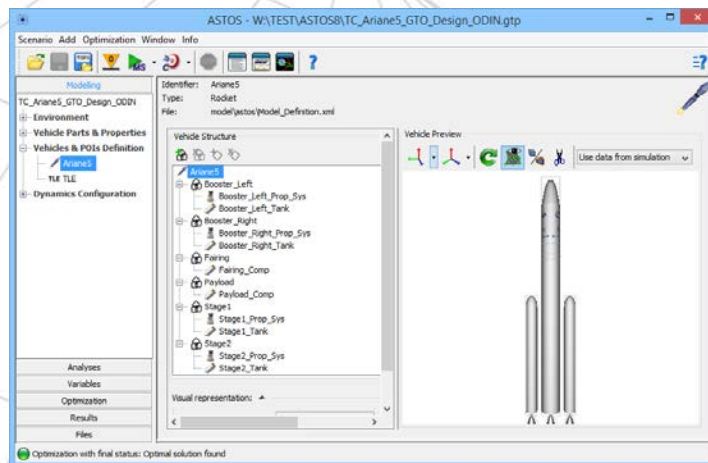 ASTOS - W:\TEST\ASTOS8\TC_Ariane5_GTO_Design_ODIN.gtp
Scenario Add Optimization Window Info
Modeling
TC_Ariane5_GTO_Design_ODIN
Environment
Vehicle Parts & Properties
Vehicles & POIs Definition
Ariane5
TLE TLE
Dynamics Configuration
Analyses
Variables
Optimization
Results
Files
Identifier: Ariane5
Type: Rocket
File: model\astos\Model_Definition.xml
Vehicle Structure
Ariane5
Booster_Left
Booster_Left_Prop_Sys
Booster_Left_Tank
Booster_Right
Booster_Right_Prop_Sys
Booster_Right_Tank
Fairing
Fairing_Comp
Payload
Payload_Comp
Stage1
Stage1_Prop_Sys
Stage1_Tank
Stage2
Stage2_Prop_Sys
Stage2_Tank
Visual representation:
Vehicle Preview
Use data from simulation
Optimization with final status: Optimal solution found